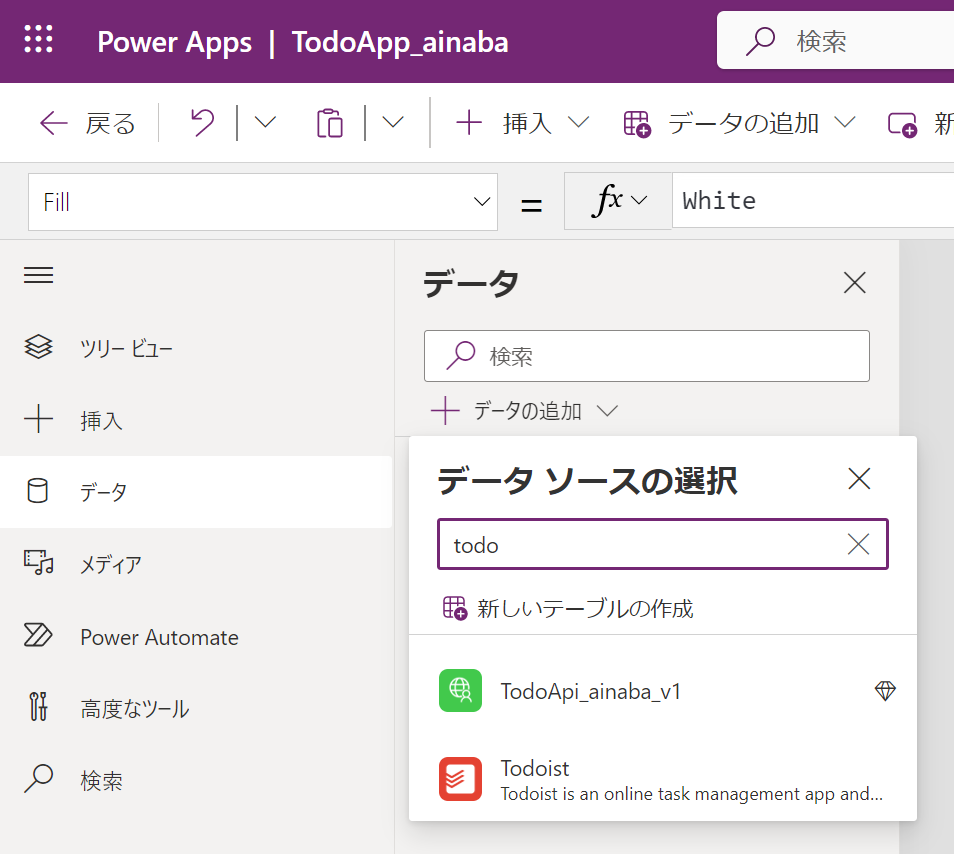 Power Apps | TodoApp_ainaba
検索
戻る
挿入
データの追加
新
Fill
=
fx
White
データ
検索
データの追加
ツリー ビュー
挿入
データ
メディア
Power Automate
高度なツール
検索
データ ソースの選択
todo
新しいテーブルの作成
TodoApi_ainaba_v1
Todoist
Todoist is an online task management app and...